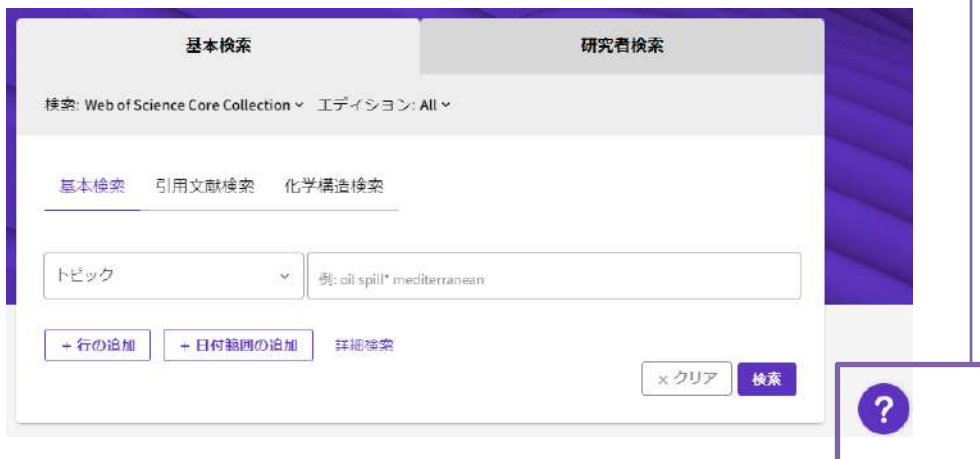 基本検索 研究者検索
検索: Web of Science Core Collection エディション: All
基本検索 引用文献検索 化学構造検索
トピック 例: oil spill* mediterranean
+ 行の追加 + 日付範囲の追加 詳細検索
× クリア 検索
?